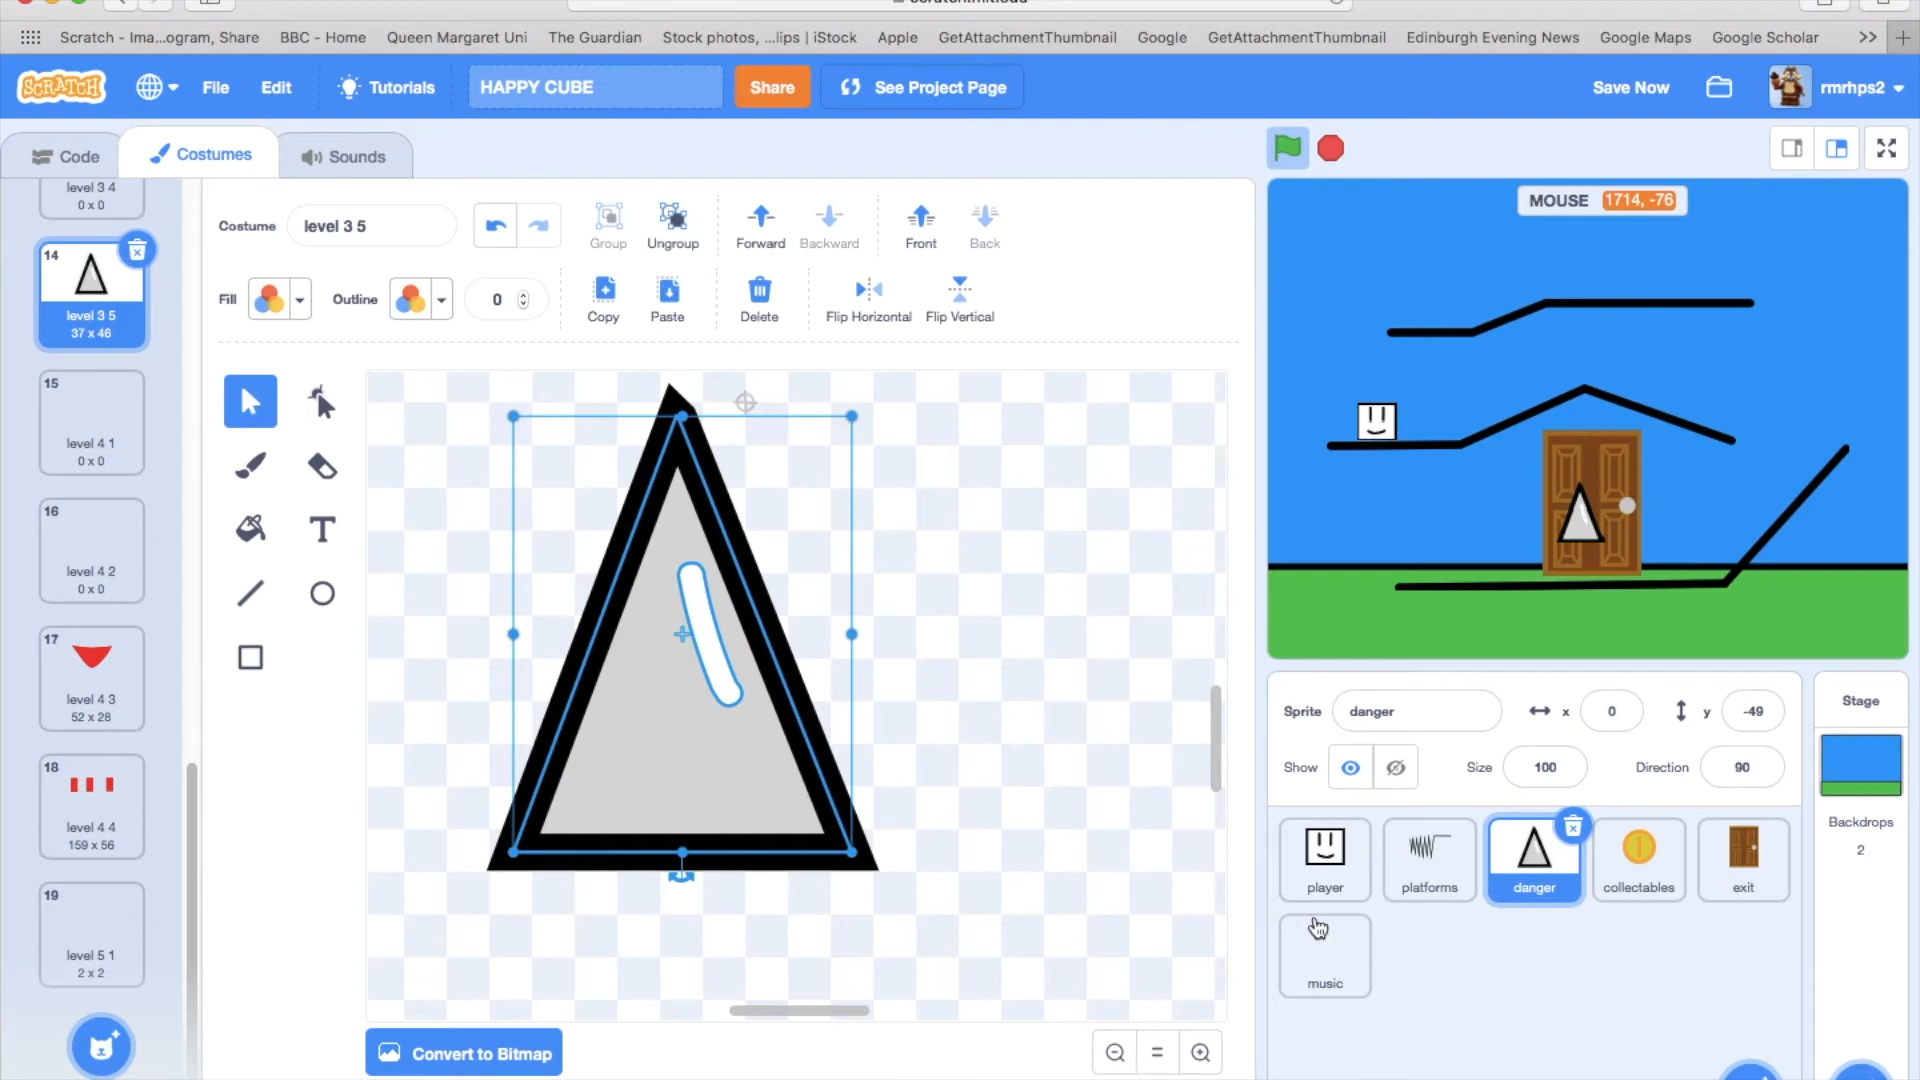 Scratch - Ima...ogram, Share BBC - Home Queen Margaret Uni The Guardian Stock photos, ...lips | iStock Apple GetAttachmentThumbnail Google GetAttachmentThumbnail Edinburgh Evening News Google Maps Google Scholar
SCRATCH File Edit Tutorials HAPPY CUBE Share See Project Page Save Now rmrhps2
Code Costumes Sounds
level 3 4
0 x 0
14
level 3 5
37 x 46
15
level 4 1
0 x 0
16
level 4 2
0 x 0
17
level 4 3
52 x 28
18
level 4 4
159 x 56
19
level 5 1
2 x 2
Costume level 3 5
Group Ungroup Forward Backward Front Back
Fill Outline 0
Copy Paste Delete Flip Horizontal Flip Vertical
T
Convert to Bitmap
MOUSE 1714, -76
Sprite danger x 0 y -49
Show Size 100 Direction 90
player platforms danger collectables exit
music
Stage
Backdrops
2